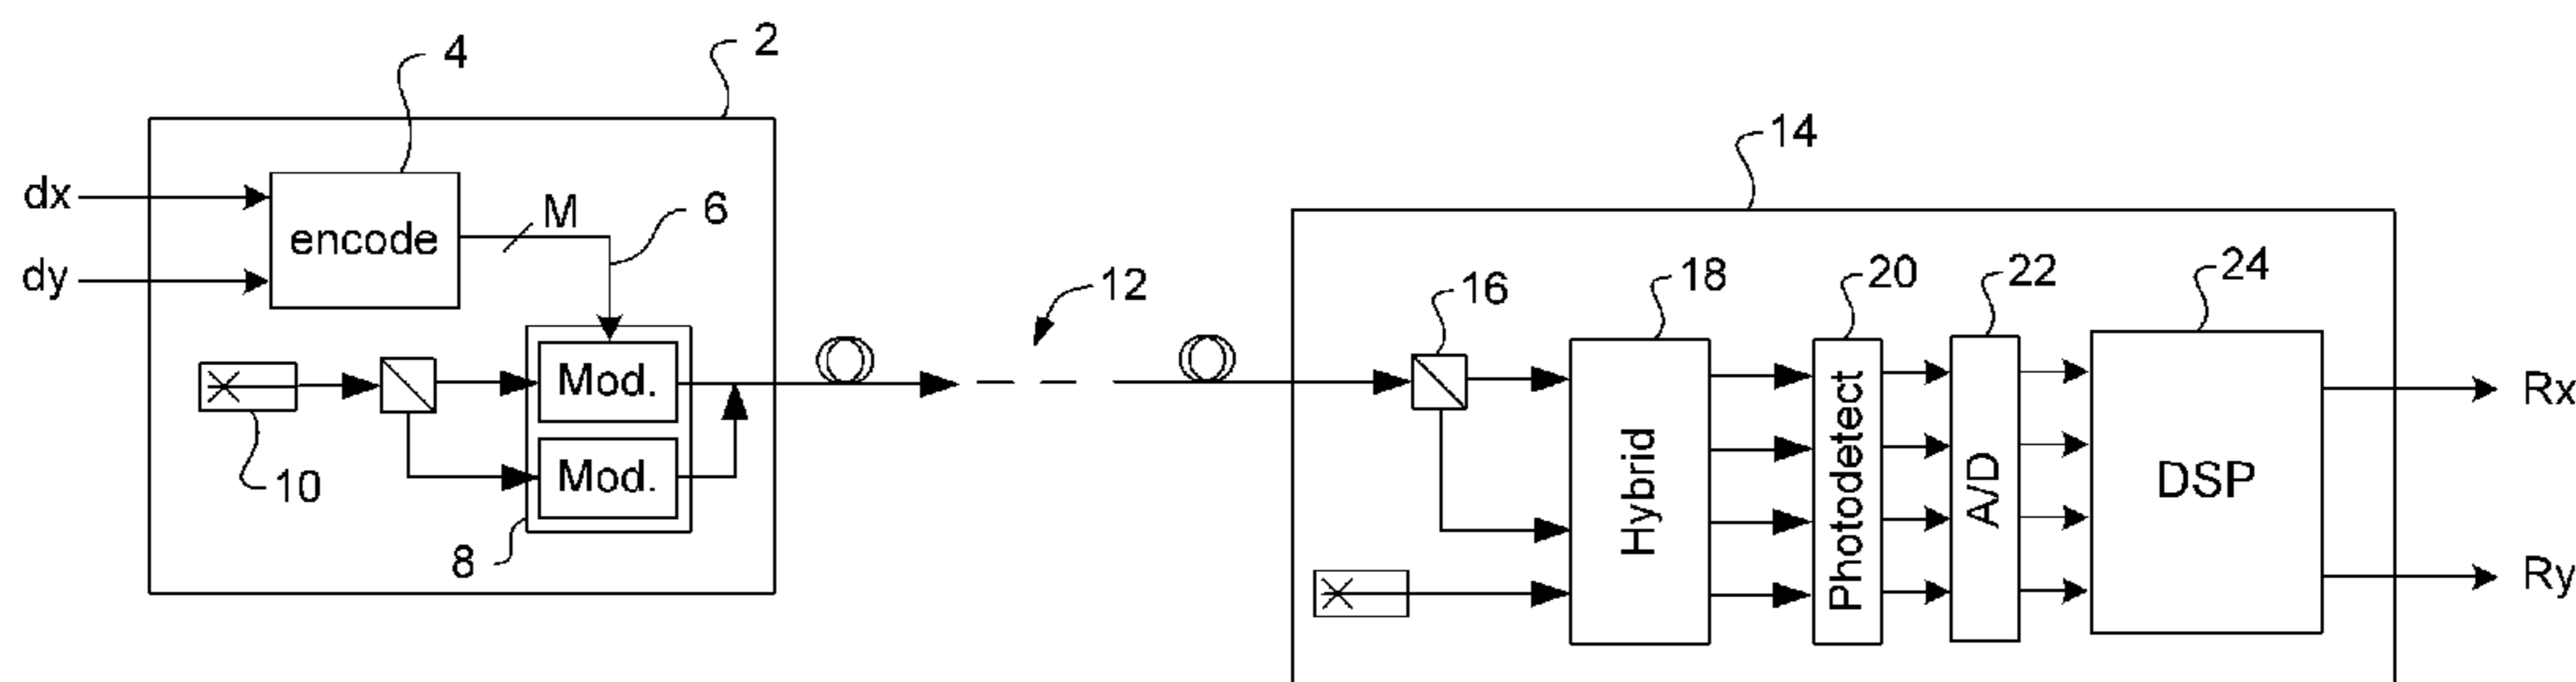 2
4
14
dx
encode
M
6
dy
12
16
18
20
22
24
Mod.
Mod.
10
8
Hybrid
Photodetect
A/D
DSP
Rx
Ry